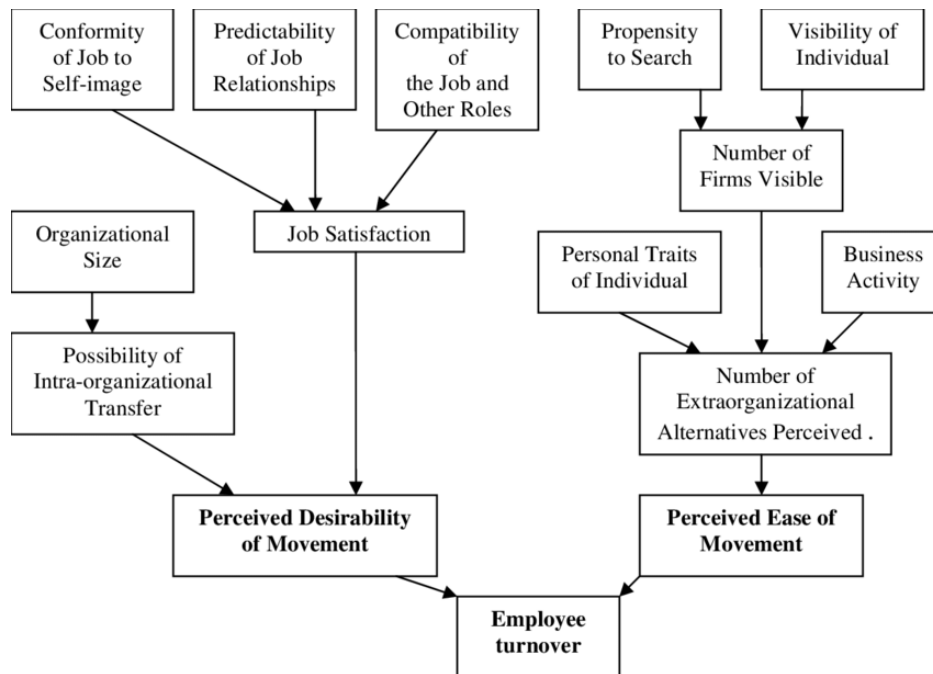 Conformity
of Job to
Self-image
Predictability
of Job
Relationships
Compatibility
of
the Job and
Other Roles
Propensity
to Search
Visibility of
Individual
Number of
Firms Visible
Organizational
Size
Job Satisfaction
Personal Traits
of Individual
Business
Activity
Possibility of
Intra-organizational
Transfer
Number of
Extraorganizational
Alternatives Perceived .
Perceived Desirability
of Movement
Perceived Ease of
Movement
Employee
turnover